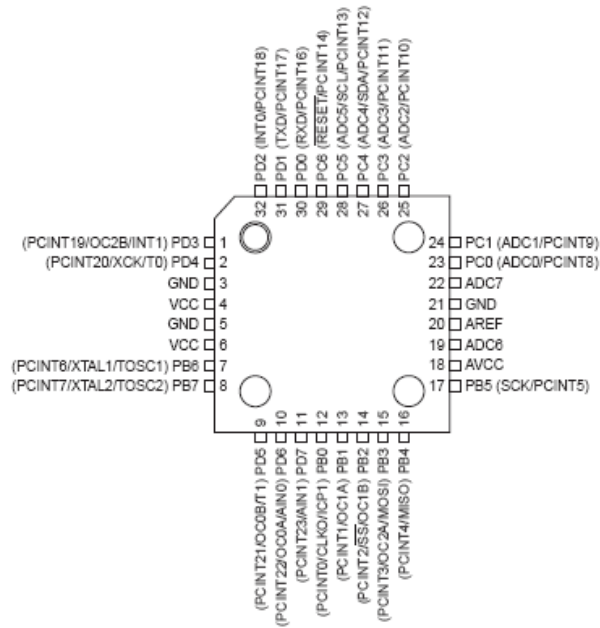 PD2 (INT0/PCINT18)
PD1 (TXD/PCINT17)
PD0 (RXD/PCINT16)
PC6 (RESET/PCINT14)
PC5 (ADC5/SCL/PCINT13)
PC4 (ADC4/SDA/PCINT12)
PC3 (ADC3/PCINT11)
PC2 (ADC2/PCINT10)
32
31
30
29
28
27
26
25
(PCINT19/OC2B/INT1) PD3 1
(PCINT20/XCK/T0) PD4 2
GND 3
VCC 4
GND 5
VCC 6
(PCINT6/XTAL1/TOSC1) PB6 7
(PCINT7/XTAL2/TOSC2) PB7 8
24 PC1 (ADC1/PCINT9)
23 PC0 (ADC0/PCINT8)
22 ADC7
21 GND
20 AREF
19 ADC6
18 AVCC
17 PB5 (SCK/PCINT5)
9
10
11
12
13
14
15
16
(PCINT21/OC0B/T1) PD5
(PCINT22/OC0A/AIN0) PD6
(PCINT23/AIN1) PD7
(PCINT0/CLKO/ICP1) PB0
(PCINT1/OC1A) PB1
(PCINT2/SS/OC1B) PB2
(PCINT3/OC2A/MOSI) PB3
(PCINT4/MISO) PB4